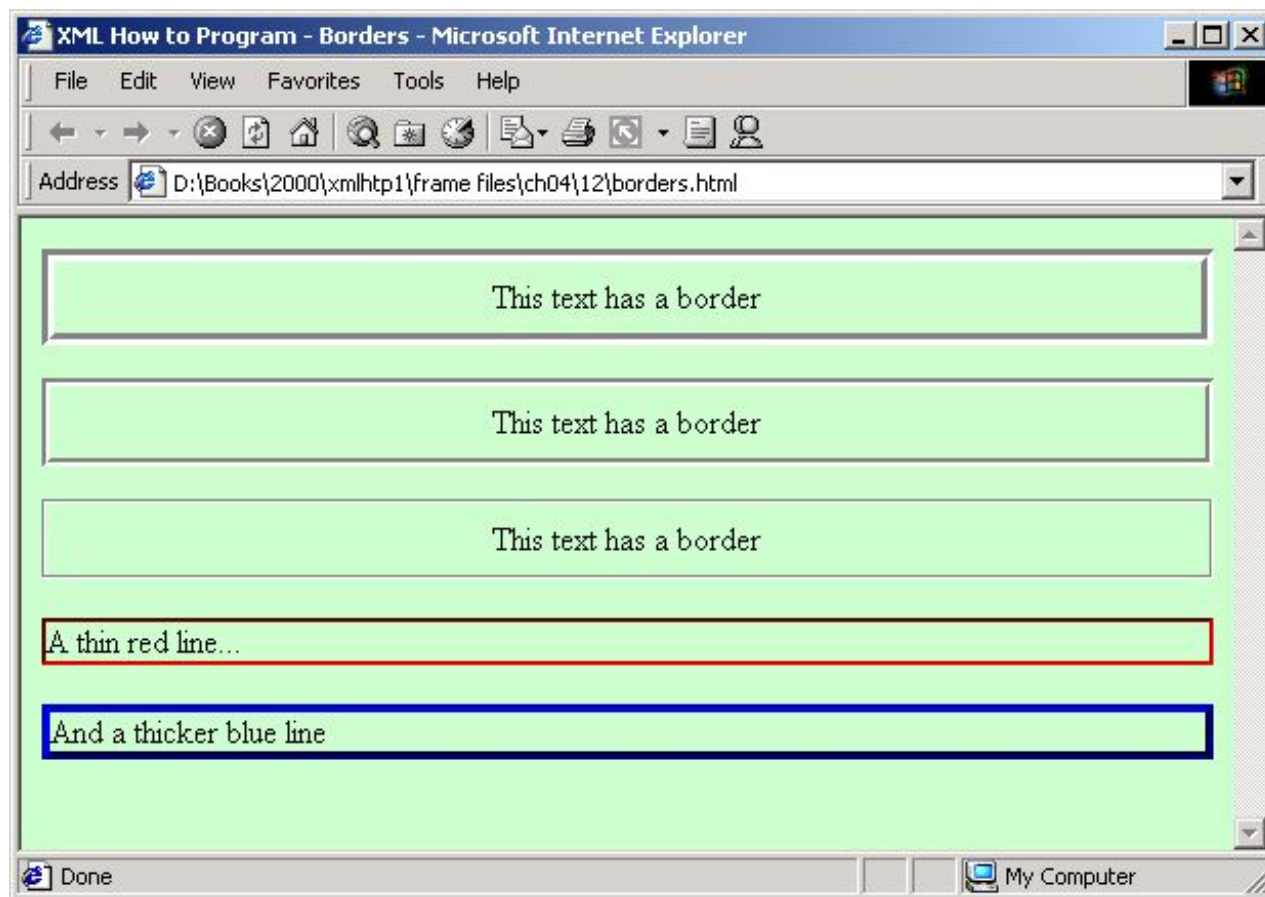 XML How to Program - Borders - Microsoft Internet Explorer
File Edit View Favorites Tools Help
Address D:\Books\2000\xmlhtp1\frame files\ch04\12\borders.html
This text has a border
This text has a border
This text has a border
A thin red line...
And a thicker blue line
Done My Computer